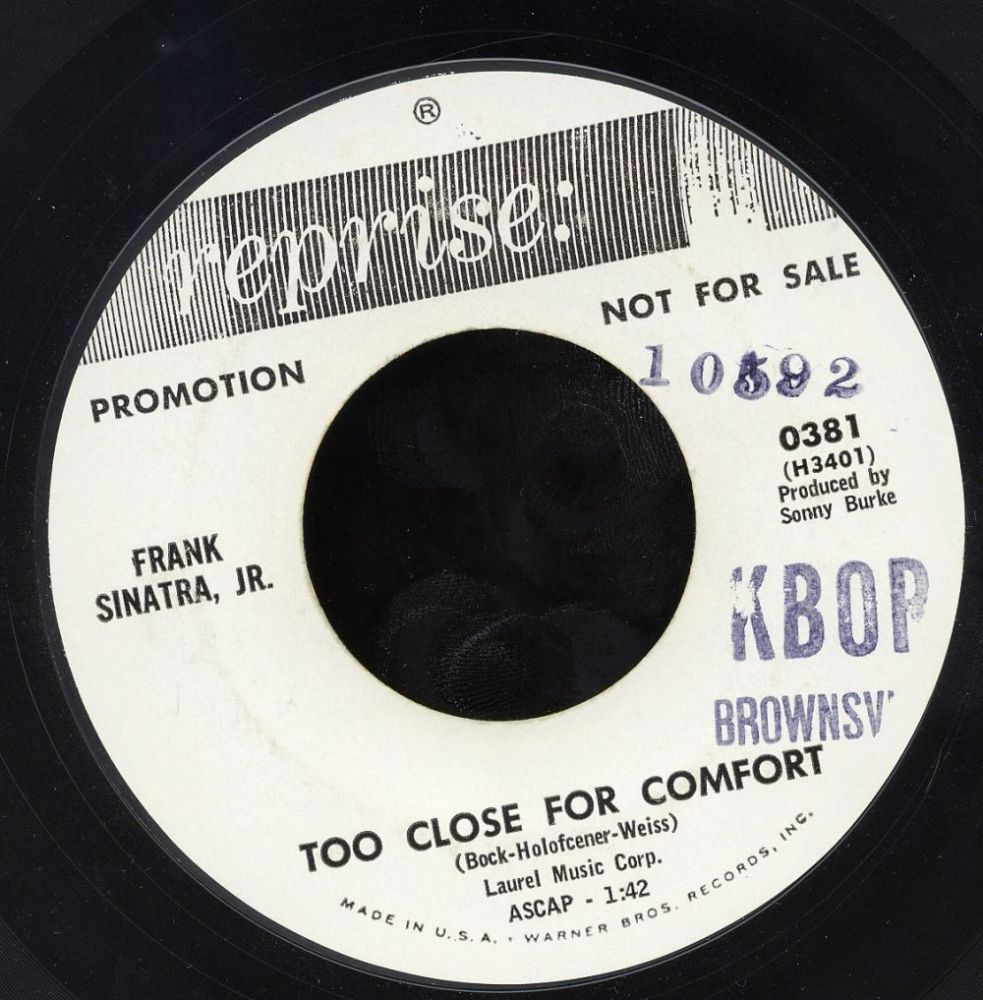 ®
reprise:
NOT FOR SALE
PROMOTION
0381
(H3401)
Produced by
Sonny Burke
FRANK
SINATRA, JR.
KBOP
BROWNSV
TOO CLOSE FOR COMFORT
(Bock-Holofcener-Weiss)
Laurel Music Corp.
ASCAP - 1:42
MADE IN U.S.A. • WARNER BROS. RECORDS, INC.